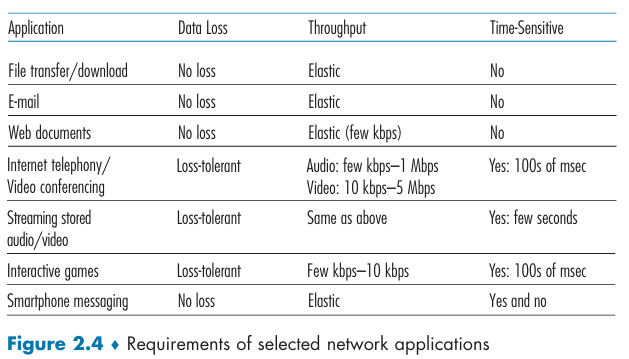 Application Data Loss Throughput Time-Sensitive
File transfer/download No loss Elastic No
E-mail No loss Elastic No
Web documents No loss Elastic (few kbps) No
Internet telephony/ Loss-tolerant Audio: few kbps–1 Mbps Yes: 100s of msec
Video conferencing Video: 10 kbps–5 Mbps
Streaming stored Loss-tolerant Same as above Yes: few seconds
audio/video
Interactive games Loss-tolerant Few kbps–10 kbps Yes: 100s of msec
Smartphone messaging No loss Elastic Yes and no
Figure 2.4 ♦ Requirements of selected network applications